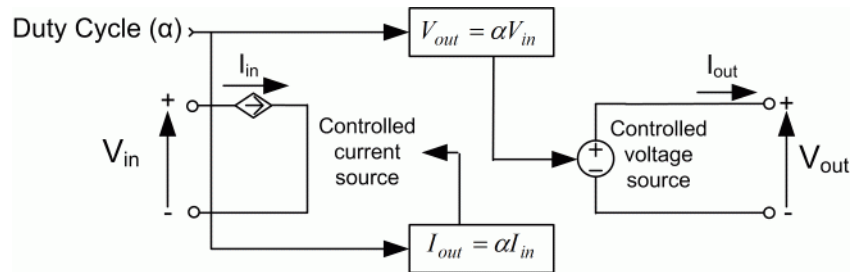 Duty Cycle (α)
V_out = αV_in
I_in
I_out
+
Controlled
current
source
+
−
Controlled
voltage
source
+
V_in
V_out
-
-
I_out = αI_in